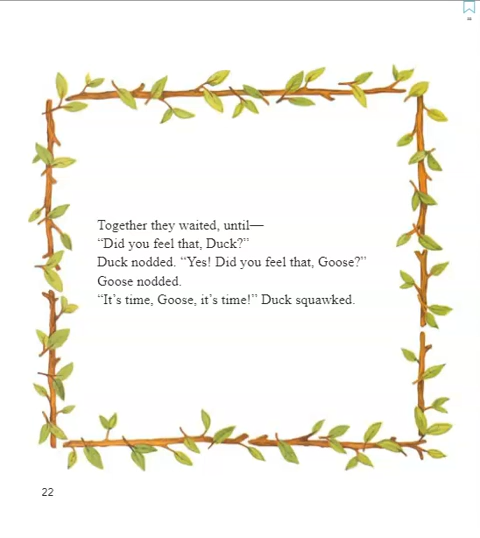 Together they waited, until—
“Did you feel that, Duck?”
Duck nodded. “Yes! Did you feel that, Goose?”
Goose nodded.
“It’s time, Goose, it’s time!” Duck squawked.
22